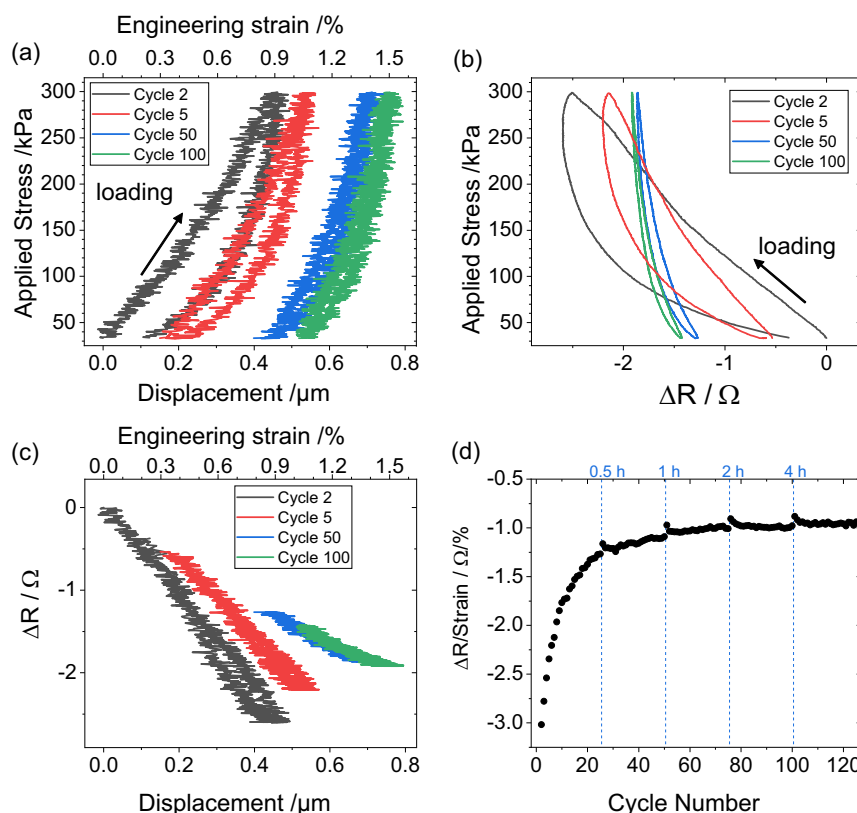 (a)
Engineering strain /%
0.0 0.3 0.6 0.9 1.2 1.5
Applied Stress /kPa
300
250
200
150
100
50
Cycle 2
Cycle 5
Cycle 50
Cycle 100
loading
0.0 0.2 0.4 0.6 0.8
Displacement /µm
(b)
Applied Stress /kPa
300
250
200
150
100
50
Cycle 2
Cycle 5
Cycle 50
Cycle 100
loading
-2 -1 0
ΔR / Ω
(c)
Engineering strain /%
0.0 0.3 0.6 0.9 1.2 1.5
ΔR / Ω
0
-1
-2
-3
Cycle 2
Cycle 5
Cycle 50
Cycle 100
0.0 0.2 0.4 0.6 0.8
Displacement /µm
(d)
0.5 h 1 h 2 h 4 h
ΔR/Strain / Ω/%
-0.5
-1.0
-1.5
-2.0
-2.5
-3.0
0 20 40 60 80 100 120
Cycle Number